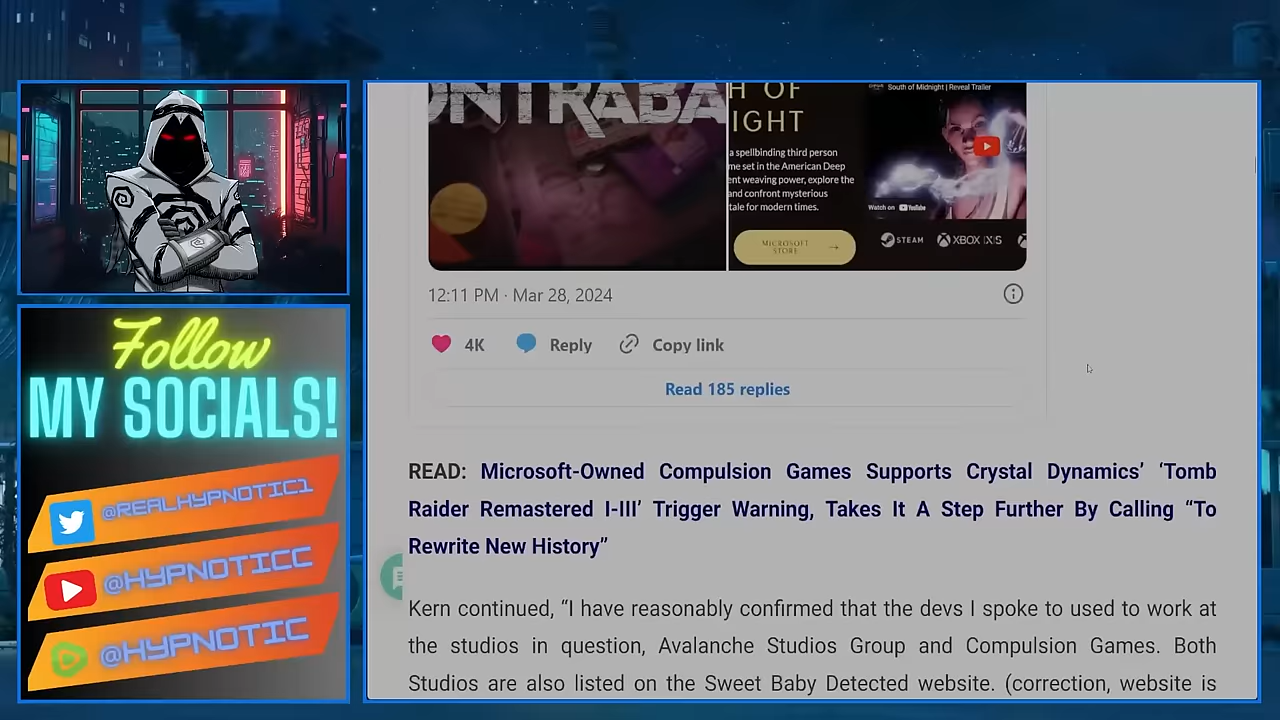 ONTRABA
H OF
IGHT
South of Midnight | Reveal Trailer
a spellbinding third person
me set in the American Deep
ent weaving power, explore the
and confront mysterious
tale for modern times.
Watch on YouTube
MICROSOFT
STORE
STEAM XBOX X|S
12:11 PM · Mar 28, 2024
4K Reply Copy link
Read 185 replies
Follow
MY SOCIALS!
@REALHYPNOTIC1
@HYPNOTICC
@HYPNOTIC
READ: Microsoft-Owned Compulsion Games Supports Crystal Dynamics’ ‘Tomb
Raider Remastered I-III’ Trigger Warning, Takes It A Step Further By Calling “To
Rewrite New History”
Kern continued, “I have reasonably confirmed that the devs I spoke to used to work at
the studios in question, Avalanche Studios Group and Compulsion Games. Both
Studios are also listed on the Sweet Baby Detected website. (correction, website is